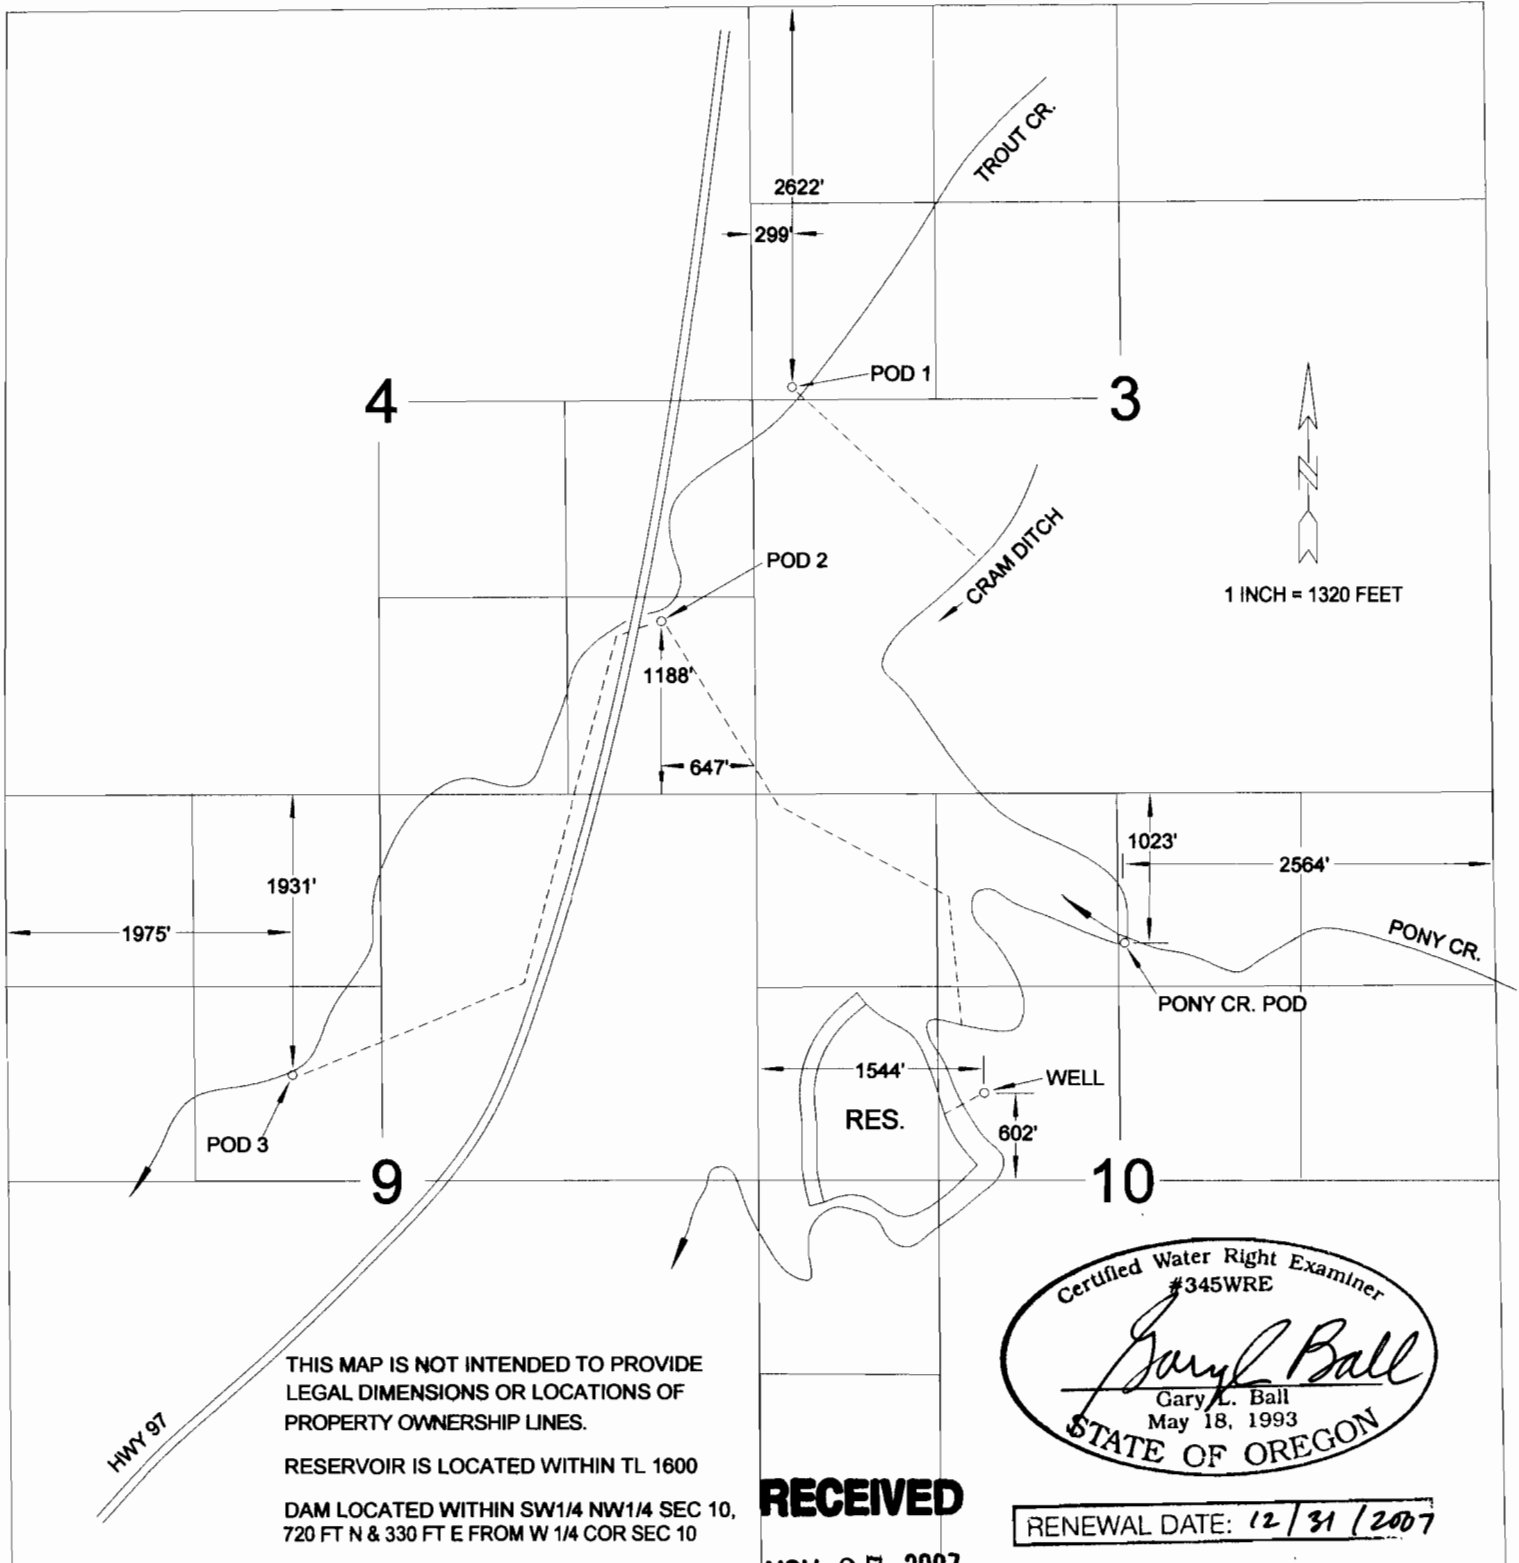 TROUT CR.
2622'
299'
POD 1
4
3
CRAM DITCH
POD 2
N
1 INCH = 1320 FEET
1188'
647'
1023'
2564'
1931'
1975'
PONY CR.
PONY CR. POD
1544'
WELL
RES.
602'
POD 3
9
10
HWY 97
THIS MAP IS NOT INTENDED TO PROVIDE
LEGAL DIMENSIONS OR LOCATIONS OF
PROPERTY OWNERSHIP LINES.
RESERVOIR IS LOCATED WITHIN TL 1600
DAM LOCATED WITHIN SW1/4 NW1/4 SEC 10,
720 FT N & 330 FT E FROM W 1/4 COR SEC 10
RECEIVED
2007
Certified Water Right Examiner
#345WRE
Gary L Ball
Gary L. Ball
May 18, 1993
STATE OF OREGON
RENEWAL DATE: 12/31/2007